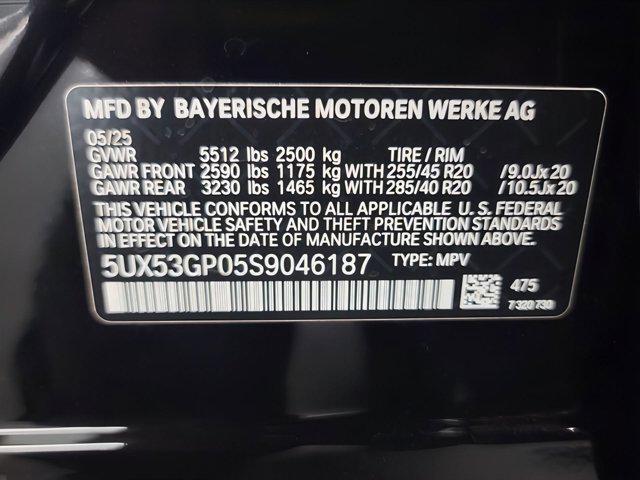 MFD BY BAYERISCHE MOTOREN WERKE AG
05/25
GVWR 5512 lbs 2500 kg TIRE / RIM
GAWR FRONT 2590 lbs 1175 kg WITH 255/45 R20 /9.0Jx20
GAWR REAR 3230 lbs 1465 kg WITH 285/40 R20 /10.5Jx20
THIS VEHICLE CONFORMS TO ALL APPLICABLE U. S. FEDERAL
MOTOR VEHICLE SAFETY AND THEFT PREVENTION STANDARDS
IN EFFECT ON THE DATE OF MANUFACTURE SHOWN ABOVE.
5UX53GP05S9046187 TYPE: MPV
475
7 320 730